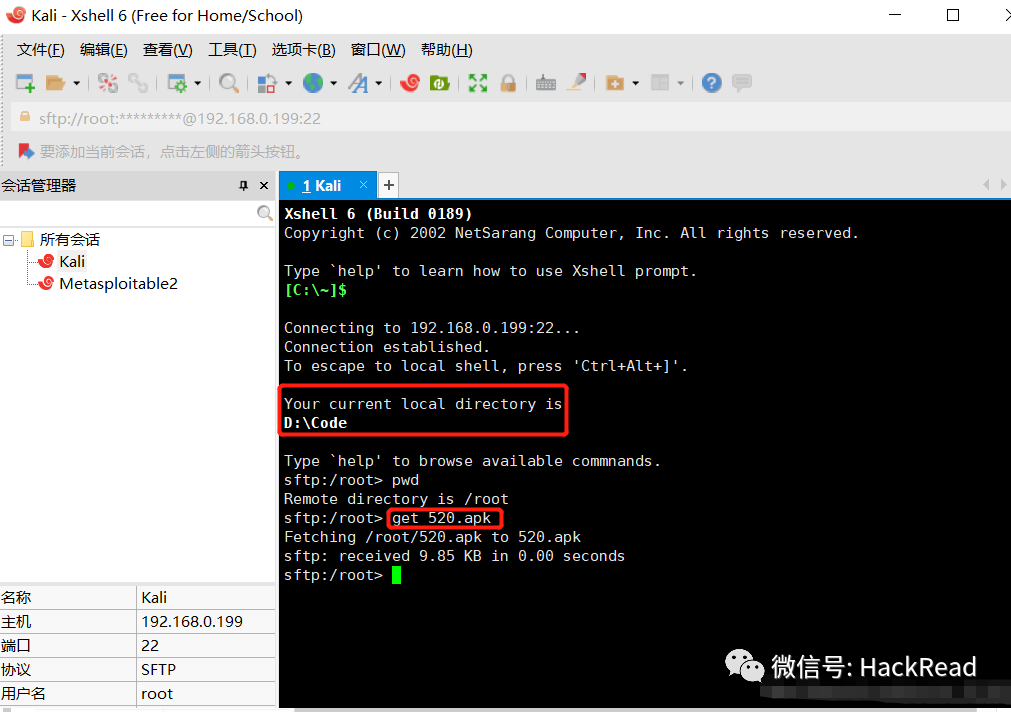 Kali - Xshell 6 (Free for Home/School)
文件(F) 编辑(E) 查看(V) 工具(T) 选项卡(B) 窗口(W) 帮助(H)
sftp://root:*********@192.168.0.199:22
要添加当前会话，点击左侧的箭头按钮。
会话管理器
1 Kali
所有会话
Kali
Metasploitable2
名称 Kali
主机 192.168.0.199
端口 22
协议 SFTP
用户名 root
Xshell 6 (Build 0189)
Copyright (c) 2002 NetSarang Computer, Inc. All rights reserved.
Type `help' to learn how to use Xshell prompt.
[C:\~]$
Connecting to 192.168.0.199:22...
Connection established.
To escape to local shell, press 'Ctrl+Alt+]'.
Your current local directory is
D:\Code
Type `help' to browse available commnands.
sftp:/root> pwd
Remote directory is /root
sftp:/root> get 520.apk
Fetching /root/520.apk to 520.apk
sftp: received 9.85 KB in 0.00 seconds
sftp:/root>
微信号: HackRead